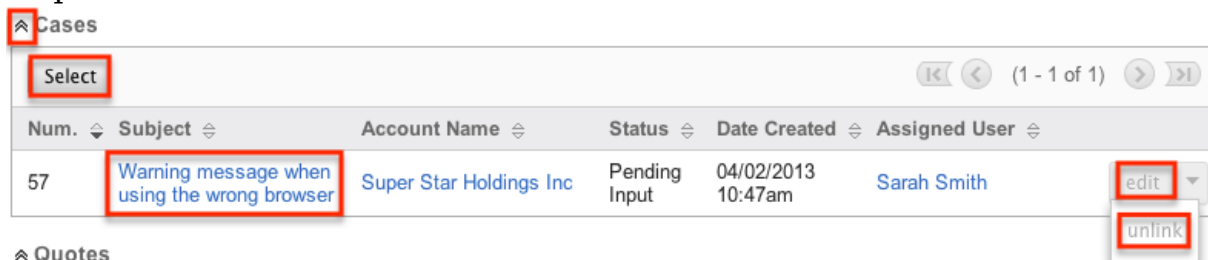 Cases
Select (1 - 1 of 1)
Num. Subject Account Name Status Date Created Assigned User
57 Warning message when using the wrong browser Super Star Holdings Inc Pending Input 04/02/2013 10:47am Sarah Smith edit
unlink
Quotes